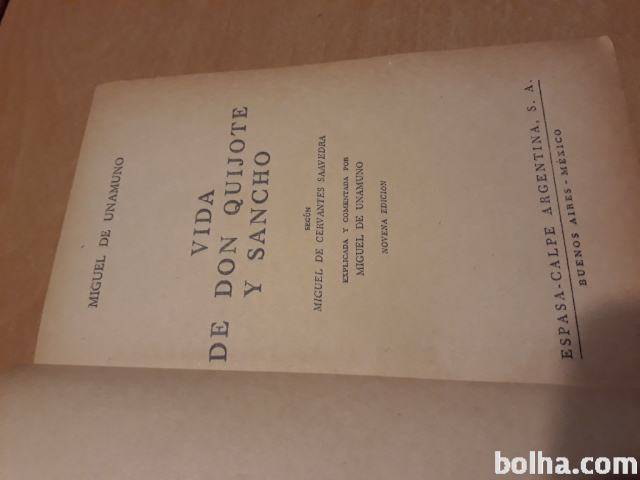 MIGUEL DE UNAMUNO
VIDA
DE DON QUIJOTE
Y SANCHO
SEGÚN
MIGUEL DE CERVANTES SAAVEDRA
EXPLICADA Y COMENTADA POR
MIGUEL DE UNAMUNO
NOVENA EDICION
ESPASA-CALPE ARGENTINA, S. A.
BUENOS AIRES - MÉXICO
bolha.com